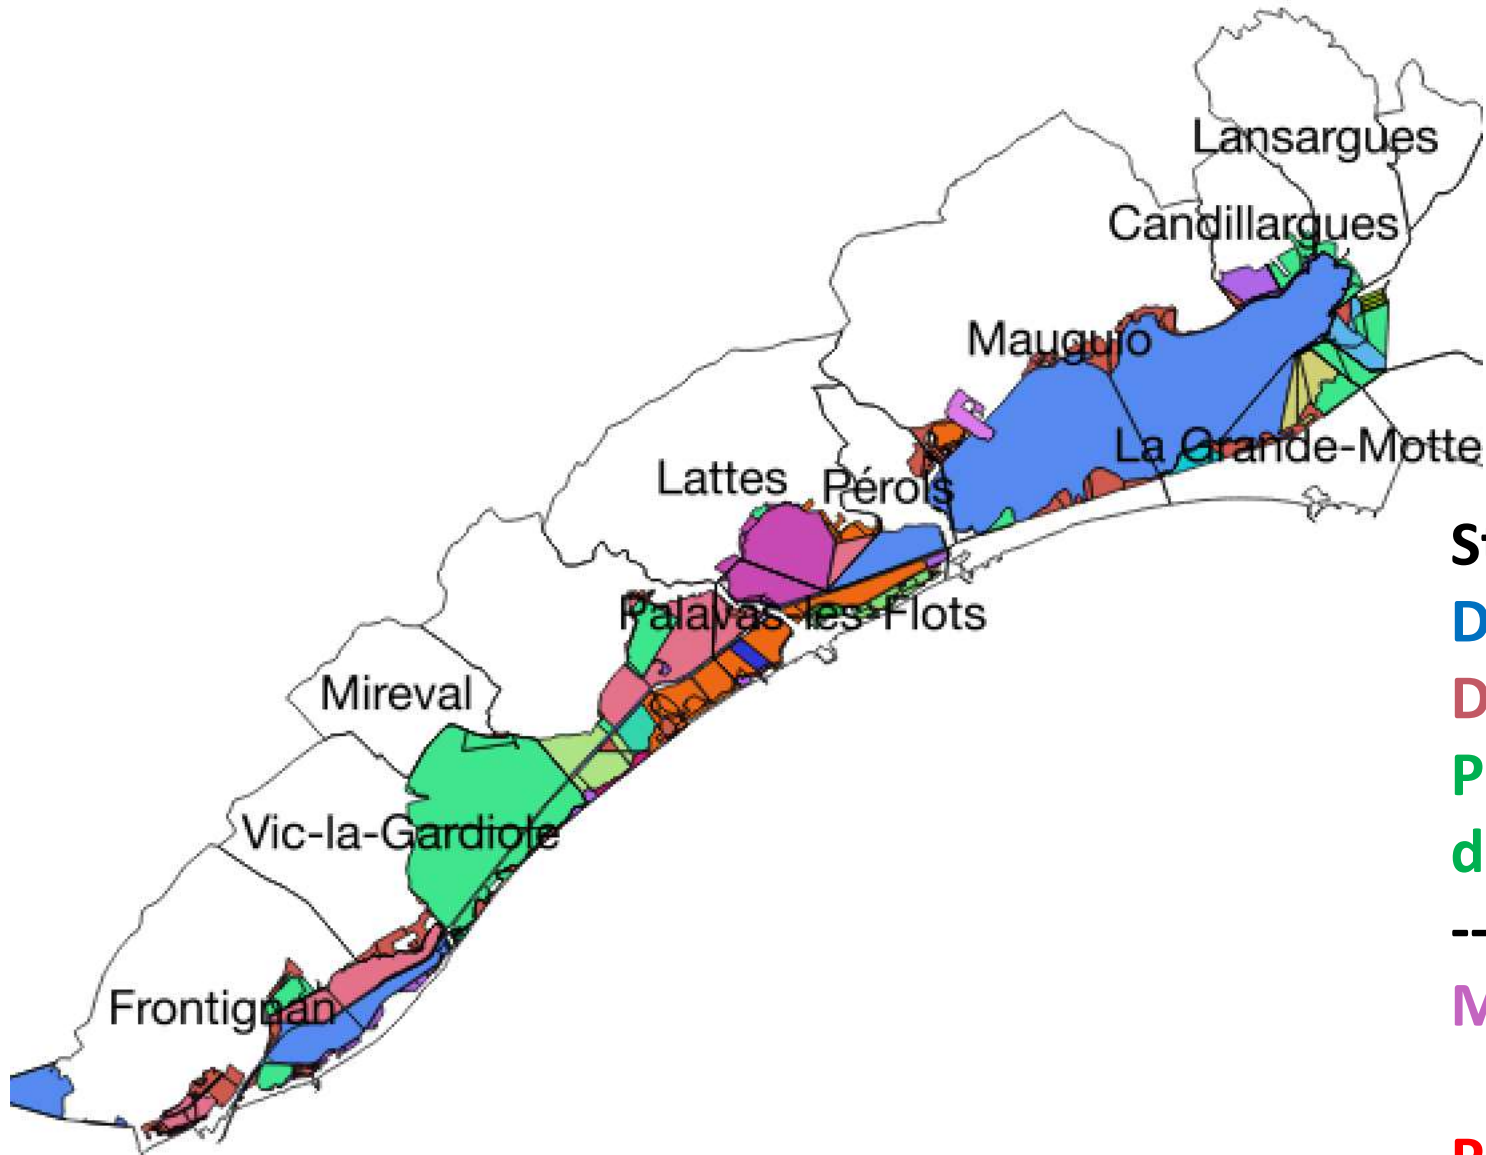 Lansargues
Candillargues
Mauguio
La Grande-Motte
Lattes
Pérols
Palavas-les-Flots
Mireval
Vic-la-Gardiole
Frontignan
D
D
P
d
--
M